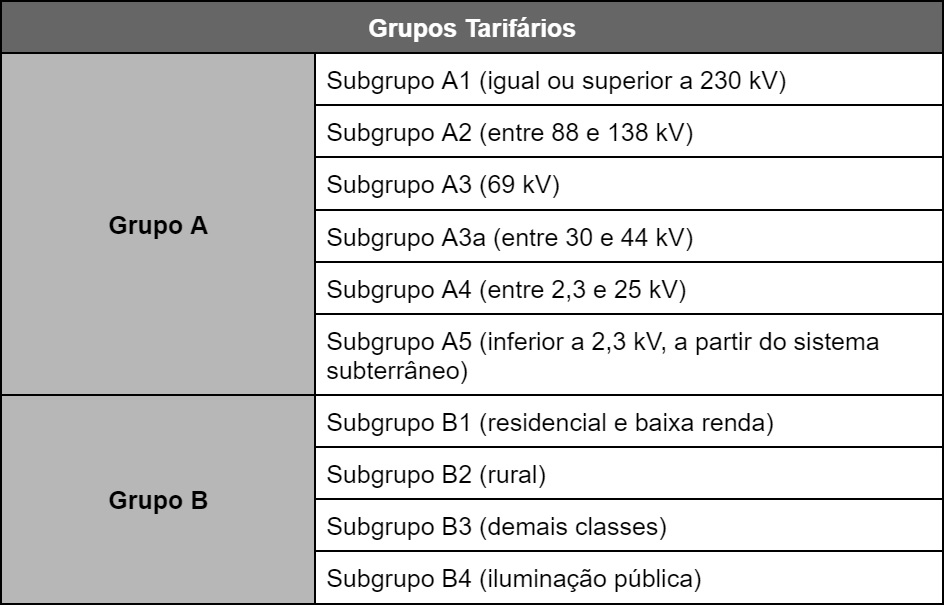 Grupos Tarifários
Grupo A
Subgrupo A1 (igual ou superior a 230 kV)
Subgrupo A2 (entre 88 e 138 kV)
Subgrupo A3 (69 kV)
Subgrupo A3a (entre 30 e 44 kV)
Subgrupo A4 (entre 2,3 e 25 kV)
Subgrupo A5 (inferior a 2,3 kV, a partir do sistema
subterrâneo)
Grupo B
Subgrupo B1 (residencial e baixa renda)
Subgrupo B2 (rural)
Subgrupo B3 (demais classes)
Subgrupo B4 (iluminação pública)